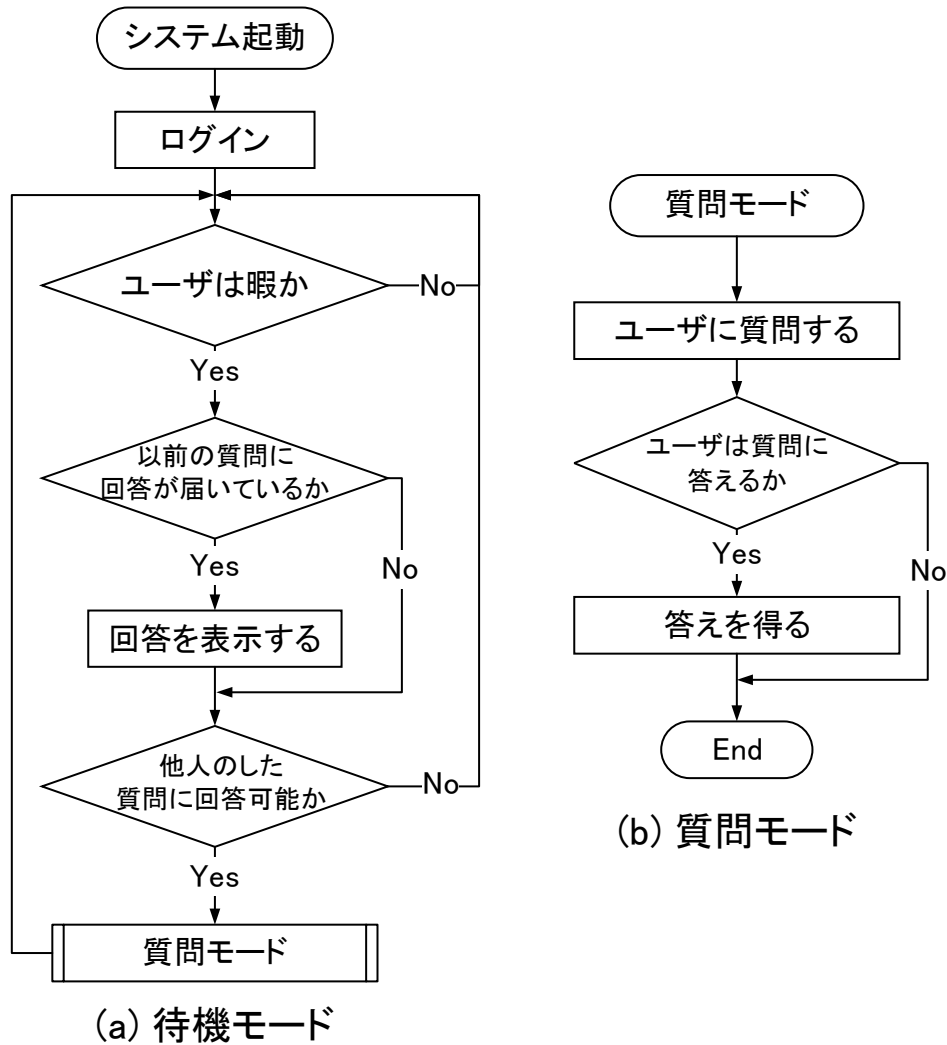 システム起動
ログイン
ユーザは暇か
No
Yes
以前の質問に
回答が届いているか
Yes
No
回答を表示する
他人のした
質問に回答可能か
No
Yes
質問モード
(a) 待機モード
質問モード
ユーザに質問する
ユーザは質問に
答えるか
Yes
No
答えを得る
End
(b) 質問モード